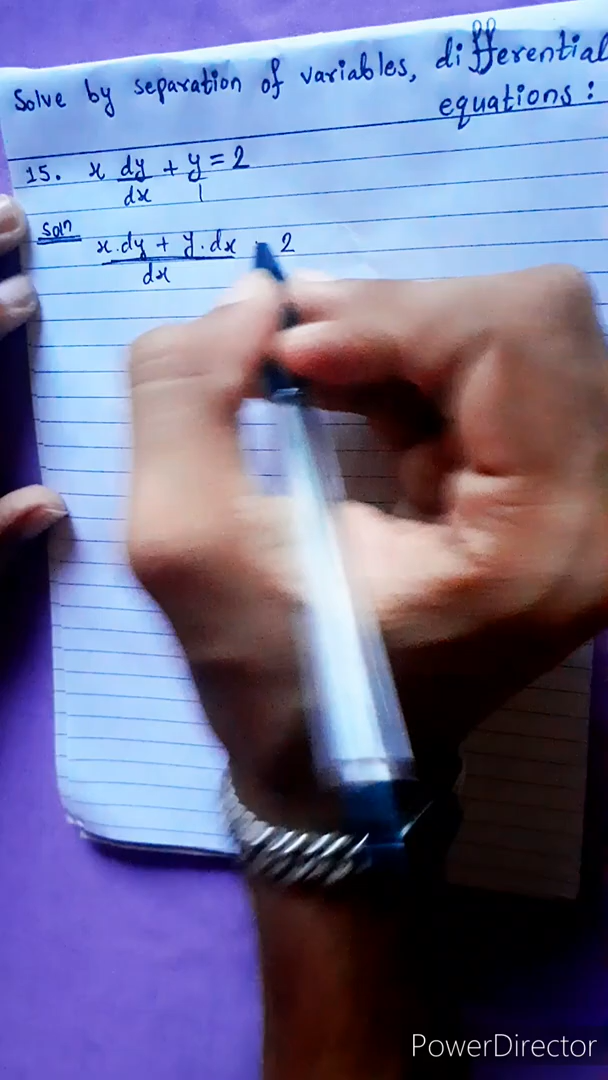 Solve by separation of variables, differential
equations :
15. x dy/dx + y/1 = 2
Soln
x.dy + y.dx / dx = 2
PowerDirector